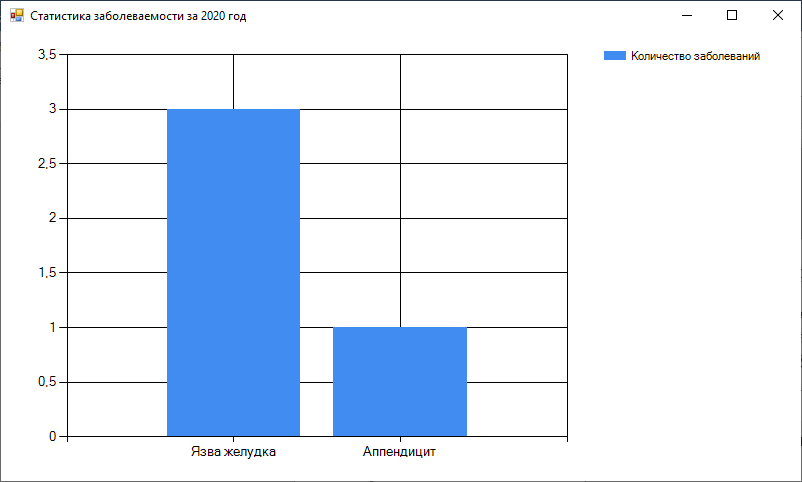 Статистика заболеваемости за 2020 год
Количество заболеваний
3,5
3
2,5
2
1,5
1
0,5
0
Язва желудка
Аппендицит